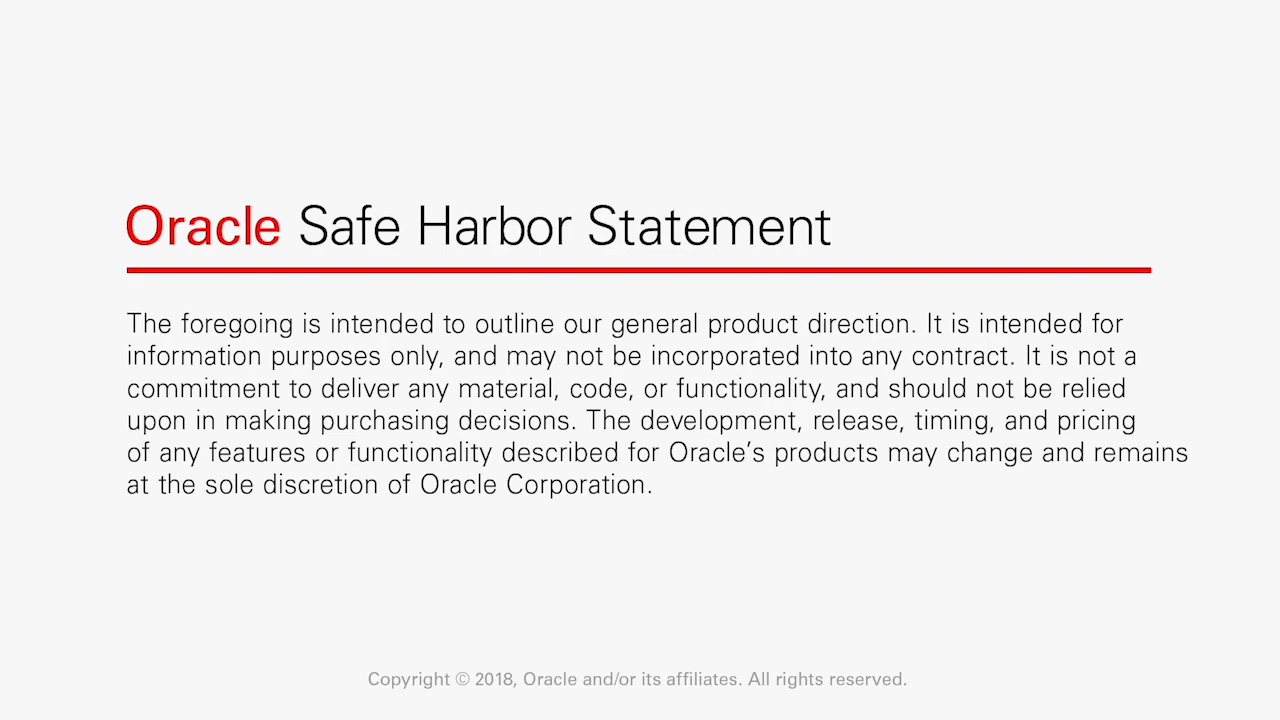 Oracle Safe Harbor Statement
The foregoing is intended to outline our general product direction. It is intended for
information purposes only, and may not be incorporated into any contract. It is not a
commitment to deliver any material, code, or functionality, and should not be relied
upon in making purchasing decisions. The development, release, timing, and pricing
of any features or functionality described for Oracle’s products may change and remains
at the sole discretion of Oracle Corporation.
Copyright © 2018, Oracle and/or its affiliates. All rights reserved.